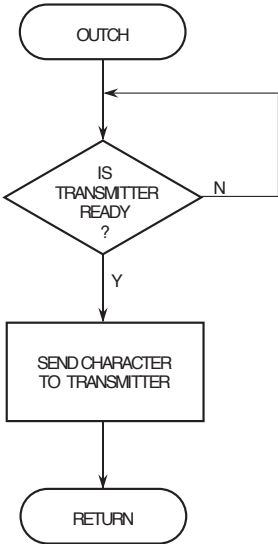 OUTCH
IS
TRANSMITTER
READY
?
N
Y
SEND CHARACTER
TO TRANSMITTER
RETURN